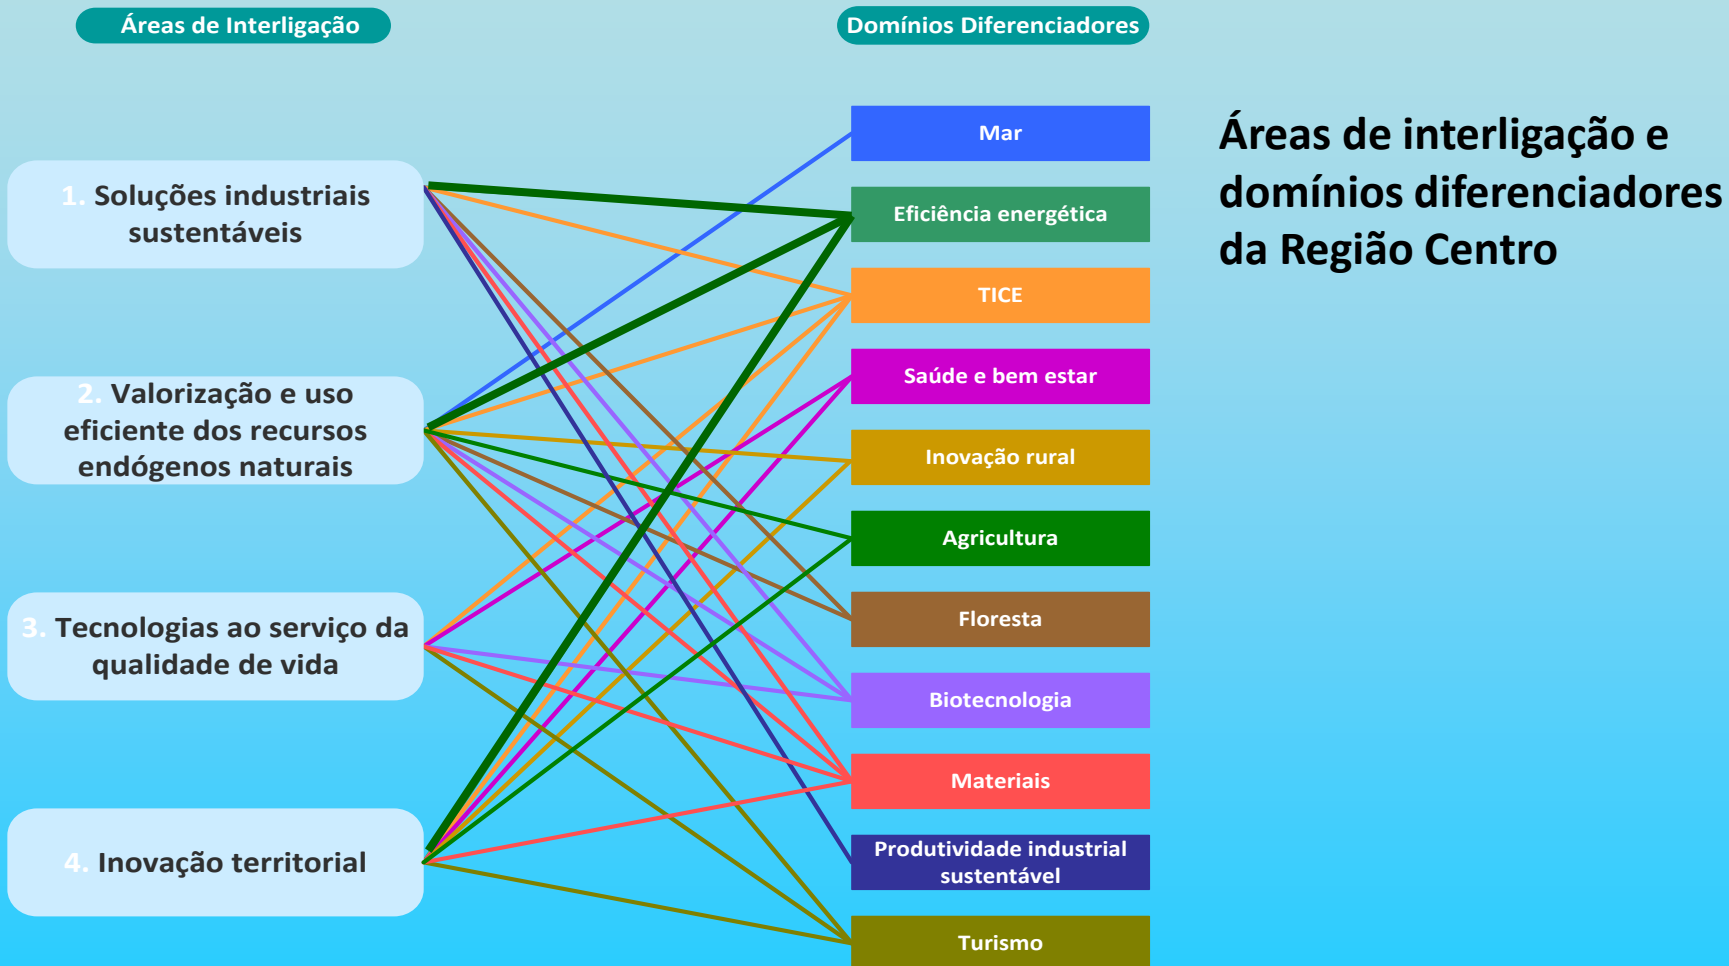 Áreas de Interligação
Domínios Diferenciadores
1. Soluções industriais
sustentáveis
2. Valorização e uso
eficiente dos recursos
endógenos naturais
3. Tecnologias ao serviço da
qualidade de vida
4. Inovação territorial
Mar
Eficiência energética
TICE
Saúde e bem estar
Inovação rural
Agricultura
Floresta
Biotecnologia
Materiais
Produtividade industrial
sustentável
Turismo
Áreas de interligação e
domínios diferenciadores
da Região Centro